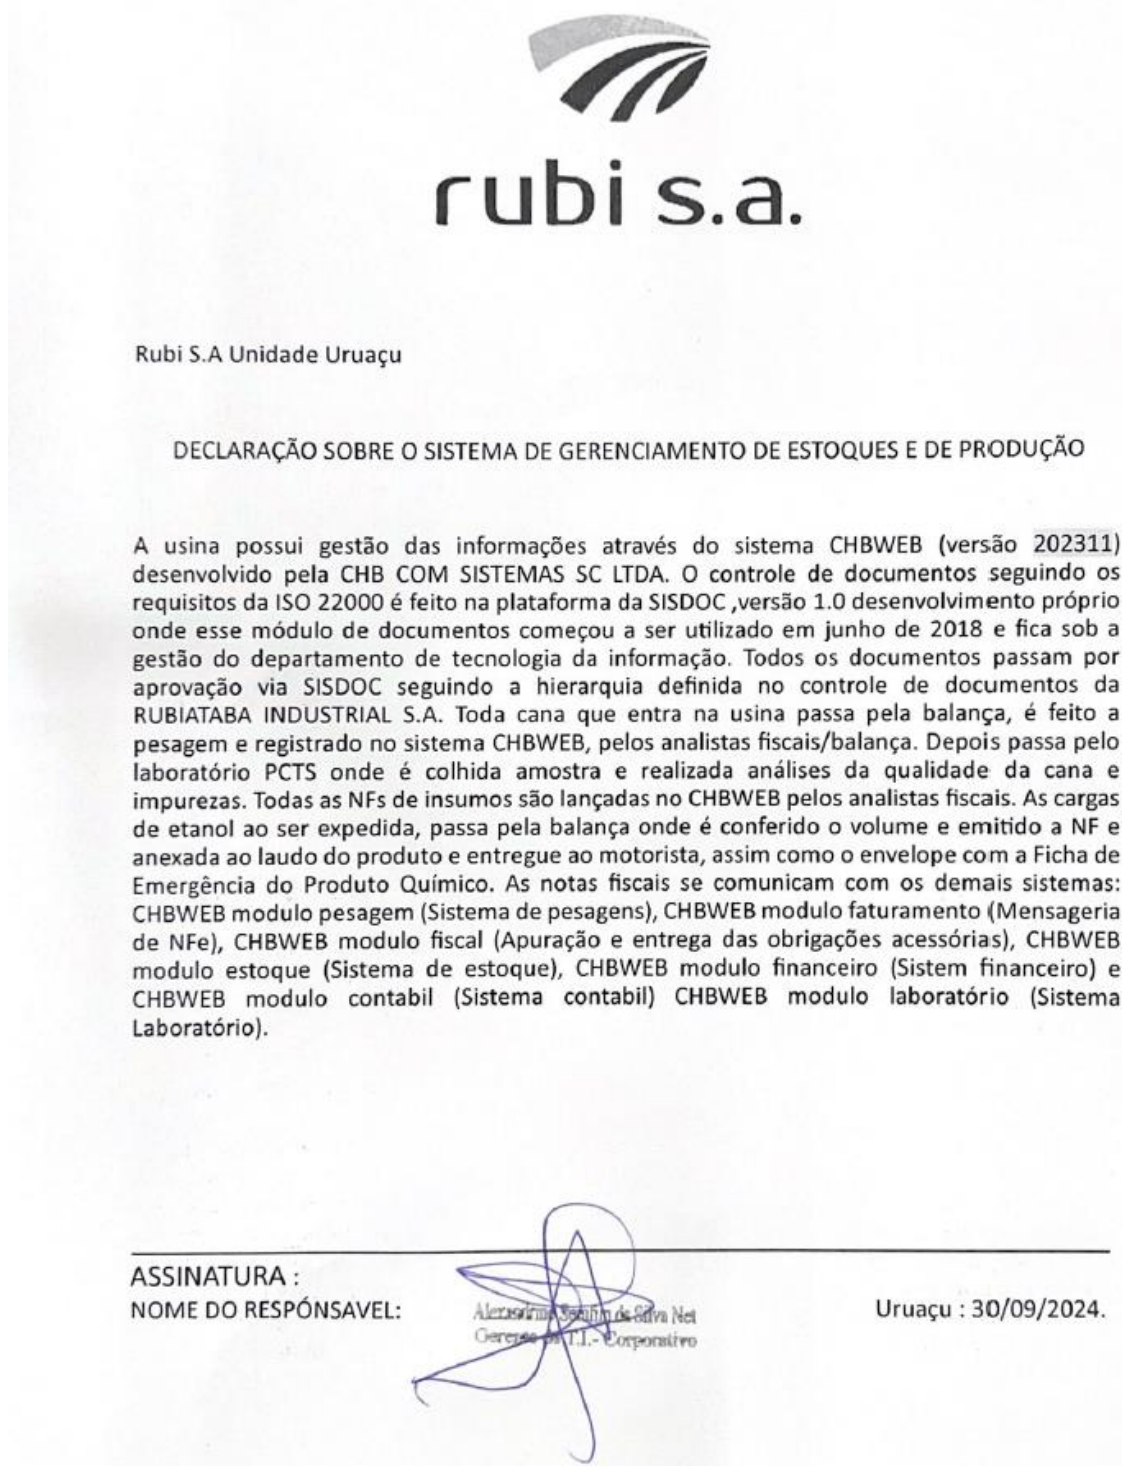 rubi s.a.
Rubi S.A Unidade Uruaçu
DECLARAÇÃO SOBRE O SISTEMA DE GERENCIAMENTO DE ESTOQUES E DE PRODUÇÃO
A usina possui gestão das informações através do sistema CHBWEB (versão 202311)
desenvolvido pela CHB COM SISTEMAS SC LTDA. O controle de documentos seguindo os
requisitos da ISO 22000 é feito na plataforma da SISDOC ,versão 1.0 desenvolvimento próprio
onde esse módulo de documentos começou a ser utilizado em junho de 2018 e fica sob a
gestão do departamento de tecnologia da informação. Todos os documentos passam por
aprovação via SISDOC seguindo a hierarquia definida no controle de documentos da
RUBIATABA INDUSTRIAL S.A. Toda cana que entra na usina passa pela balança, é feito a
pesagem e registrado no sistema CHBWEB, pelos analistas fiscais/balança. Depois passa pelo
laboratório PCTS onde é colhida amostra e realizada análises da qualidade da cana e
impurezas. Todas as NFs de insumos são lançadas no CHBWEB pelos analistas fiscais. As cargas
de etanol ao ser expedida, passa pela balança onde é conferido o volume e emitido a NF e
anexada ao laudo do produto e entregue ao motorista, assim como o envelope com a Ficha de
Emergência do Produto Químico. As notas fiscais se comunicam com os demais sistemas:
CHBWEB modulo pesagem (Sistema de pesagens), CHBWEB modulo faturamento (Mensageria
de NFe), CHBWEB modulo fiscal (Apuração e entrega das obrigações acessórias), CHBWEB
modulo estoque (Sistema de estoque), CHBWEB modulo financeiro (Sistem financeiro) e
CHBWEB modulo contabil (Sistema contabil) CHBWEB modulo laboratório (Sistema
Laboratório).
ASSINATURA :
NOME DO RESPÓNSAVEL:
da Silva Net
T.I.- Corporativo
Uruaçu : 30/09/2024.